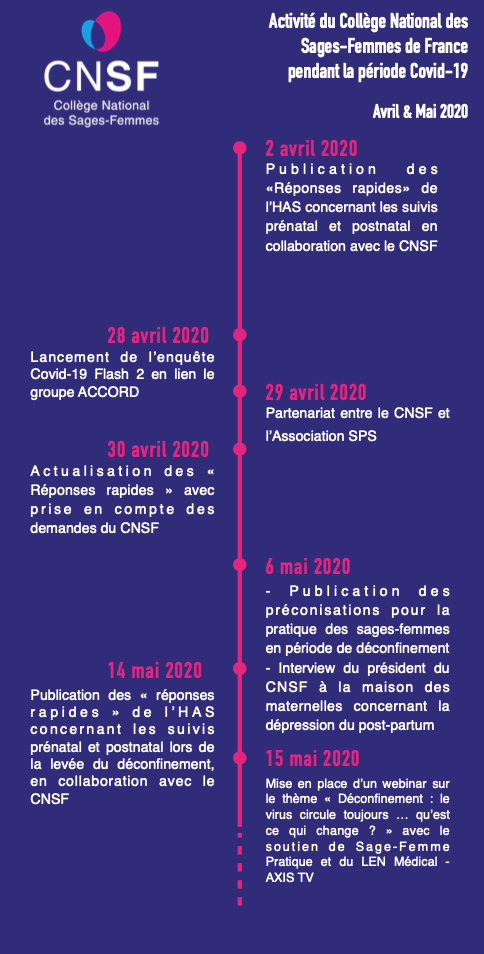 CNSF
Collège National
des Sages-Femmes
Activité du Collège National des
Sages-Femmes de France
pendant la période Covid-19
Avril & Mai 2020
2 avril 2020
Publication des
«Réponses rapides» de
l'HAS concernant les suivis
prénatal et postnatal en
collaboration avec le CNSF
28 avril 2020
Lancement de l'enquête
Covid-19 Flash 2 en lien le
groupe ACCORD
29 avril 2020
Partenariat entre le CNSF et
l'Association SPS
30 avril 2020
Actualisation des «
Réponses rapides » avec
prise en compte des
demandes du CNSF
6 mai 2020
- Publication des
préconisations pour la
pratique des sages-femmes
en période de déconfinement
- Interview du président du
CNSF à la maison des
maternelles concernant la
dépression du post-partum
14 mai 2020
Publication des « réponses
rapides » de l'HAS
concernant les suivis
prénatal et postnatal lors de
la levée du déconfinement,
en collaboration avec le
CNSF
15 mai 2020
Mise en place d'un webinar sur
le thème « Déconfinement : le
virus circule toujours … qu'est
ce qui change ? » avec le
soutien de Sage-Femme
Pratique et du LEN Médical -
AXIS TV